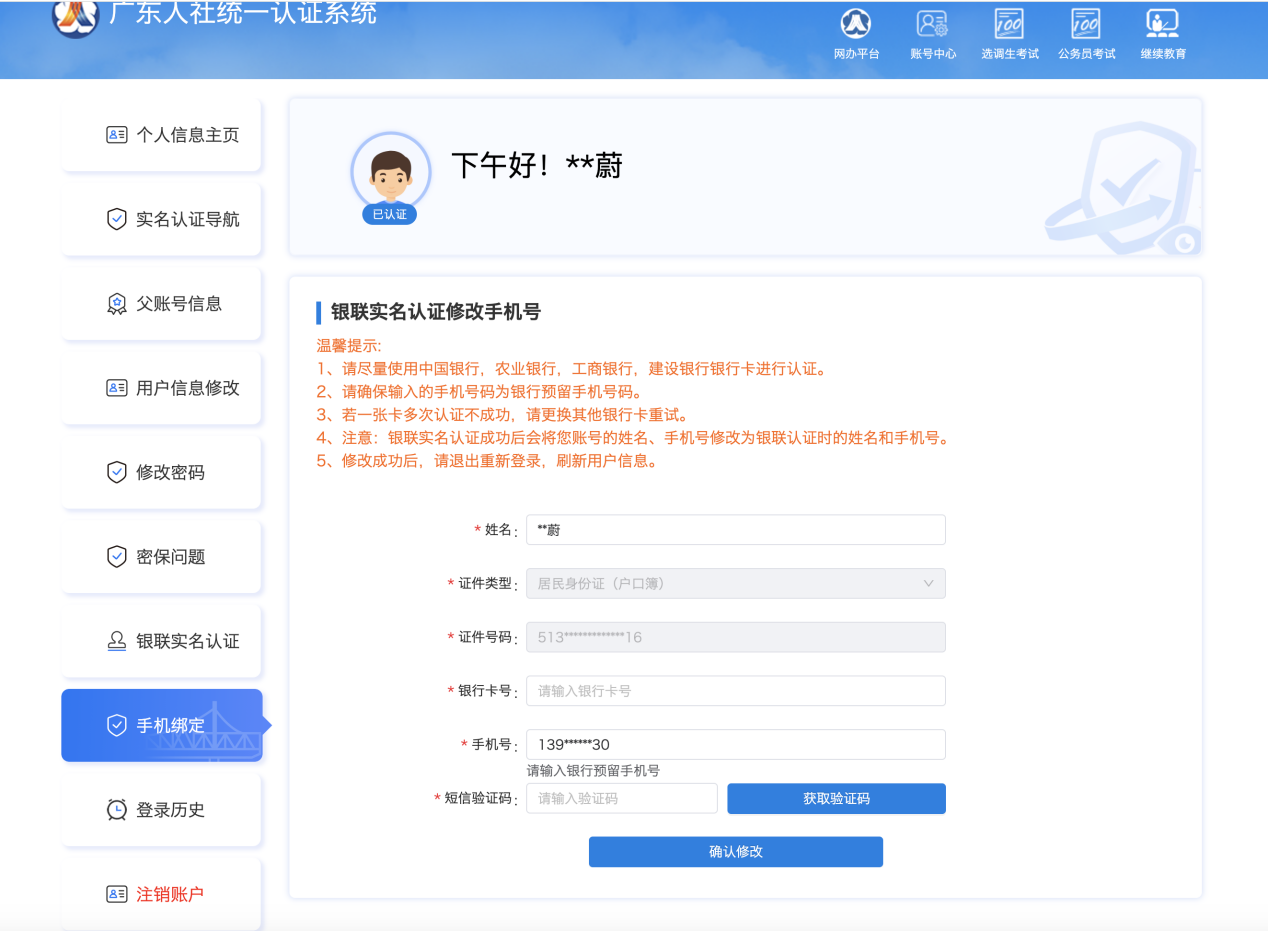 广东人社统一认证系统
网办平台
账号中心
选调生考试
公务员考试
继续教育
个人信息主页
实名认证导航
父账号信息
用户信息修改
修改密码
密保问题
银联实名认证
手机绑定
登录历史
注销账户
下午好！**蔚
已认证
银联实名认证修改手机号
温馨提示:
1、请尽量使用中国银行，农业银行，工商银行，建设银行银行卡进行认证。
2、请确保输入的手机号码为银行预留手机号码。
3、若一张卡多次认证不成功，请更换其他银行卡重试。
4、注意：银联实名认证成功后会将您账号的姓名、手机号修改为银联认证时的姓名和手机号。
5、修改成功后，请退出重新登录，刷新用户信息。
* 姓名： **蔚
* 证件类型： 居民身份证（户口簿）
* 证件号码： 513*************16
* 银行卡号： 请输入银行卡号
* 手机号： 139******30
请输入银行预留手机号
* 短信验证码： 请输入验证码 获取验证码
确认修改